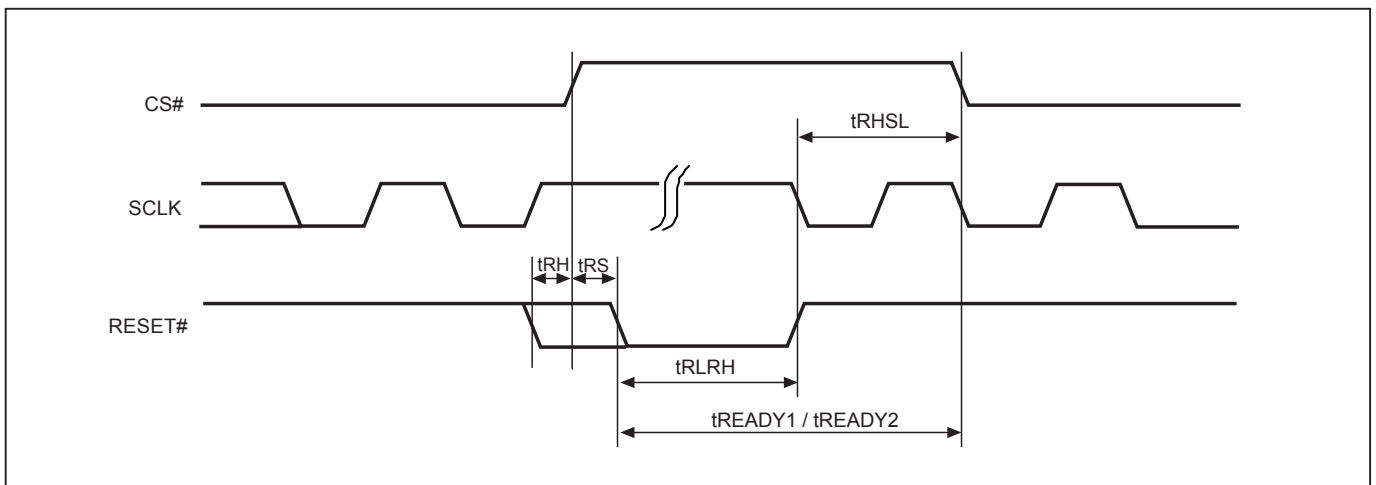 CS#
tRHSL
SCLK
tRH tRS
RESET#
tRLRH
tREADY1 / tREADY2